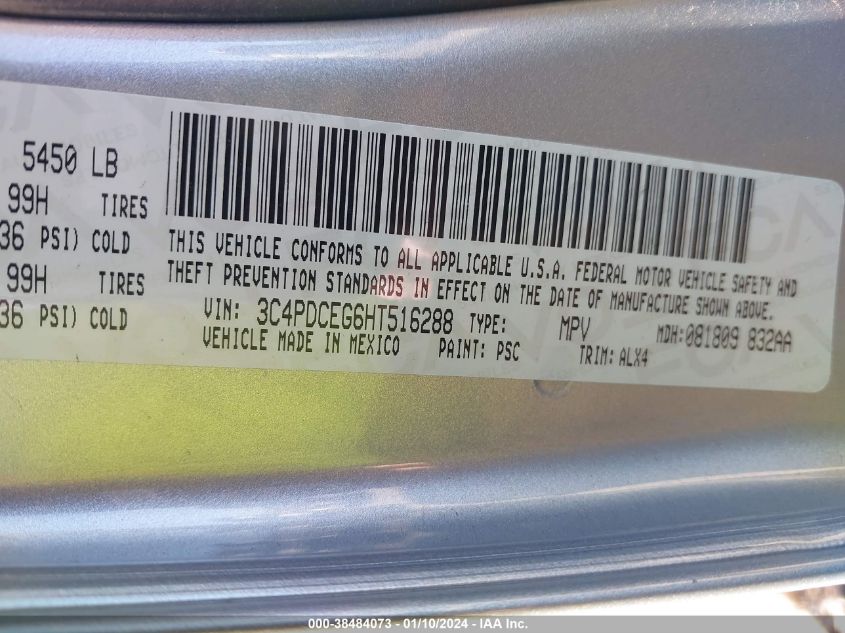 5450 LB
99H TIRES
36 PSI) COLD
99H TIRES
36 PSI) COLD
THIS VEHICLE CONFORMS TO ALL APPLICABLE U.S.A. FEDERAL MOTOR VEHICLE SAFETY AND
THEFT PREVENTION STANDARDS IN EFFECT ON THE DATE OF MANUFACTURE SHOWN ABOVE.
VIN: 3C4PDCEG6HT516288 TYPE: MPV MDH:081809 832AA
VEHICLE MADE IN MEXICO PAINT: PSC TRIM: ALX4
000-38484073 - 01/10/2024 - IAA Inc.